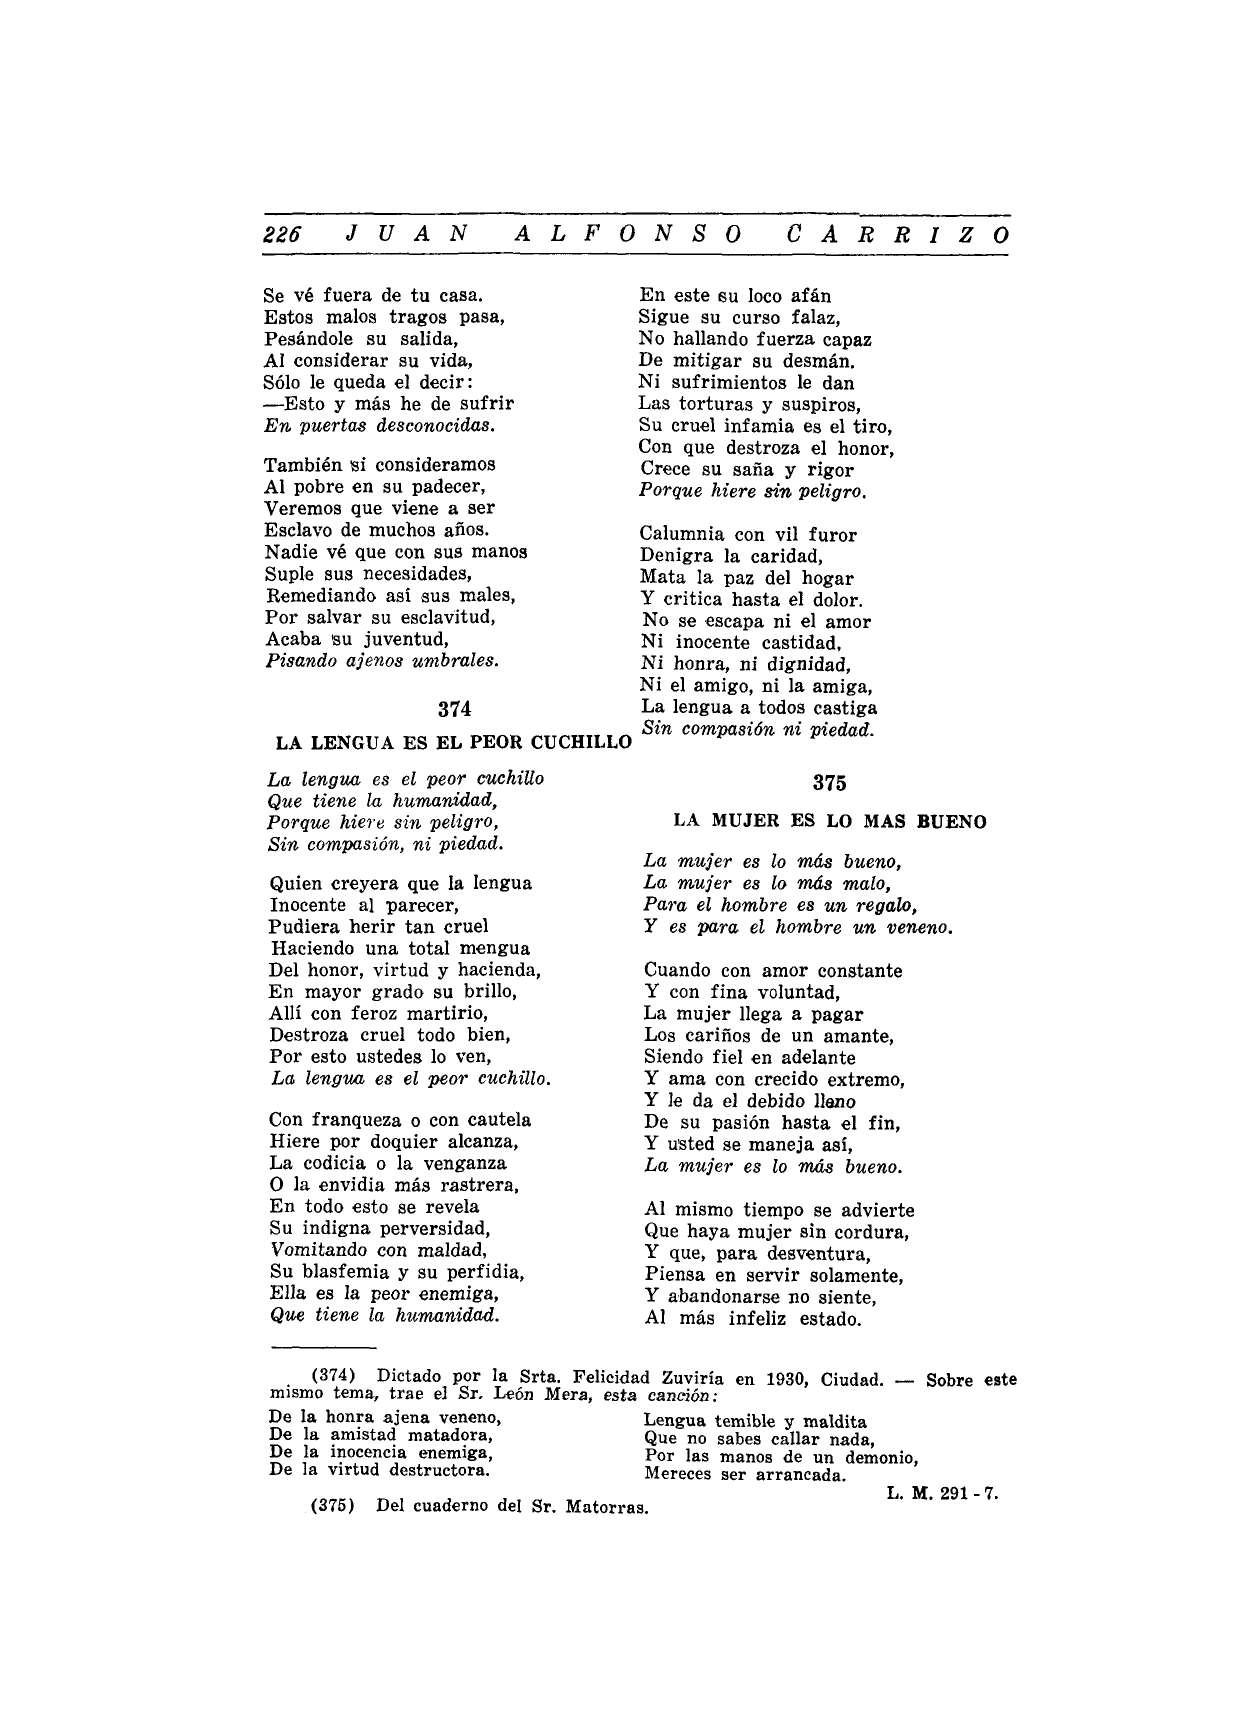 226 JUAN ALFONSO CARRIZO
Se vé fuera de tu casa.
Estos malos tragos pasa,
Pesándole su salida,
Al considerar su vida,
Sólo le queda el decir:
—Esto y más he de sufrir
En puertas desconocidas.
También si consideramos
Al pobre en su padecer,
Veremos que viene a ser
Esclavo de muchos años.
Nadie vé que con sus manos
Suple sus necesidades,
Remediando así sus males,
Por salvar su esclavitud,
Acaba su juventud,
Pisando ajenos umbrales.
374
LA LENGUA ES EL PEOR CUCHILLO
La lengua es el peor cuchillo
Que tiene la humanidad,
Porque hiere sin peligro,
Sin compasión, ni piedad.
Quien creyera que la lengua
Inocente al parecer,
Pudiera herir tan cruel
Haciendo una total mengua
Del honor, virtud y hacienda,
En mayor grado su brillo,
Allí con feroz martirio,
Destroza cruel todo bien,
Por esto ustedes lo ven,
La lengua es el peor cuchillo.
Con franqueza o con cautela
Hiere por doquier alcanza,
La codicia o la venganza
O la envidia más rastrera,
En todo esto se revela
Su indigna perversidad,
Vomitando con maldad,
Su blasfemia y su perfidia,
Ella es la peor enemiga,
Que tiene la humanidad.
En este su loco afán
Sigue su curso falaz,
No hallando fuerza capaz
De mitigar su desmán.
Ni sufrimientos le dan
Las torturas y suspiros,
Su cruel infamia es el tiro,
Con que destroza el honor,
Crece su saña y rigor
Porque hiere sin peligro.
Calumnia con vil furor
Denigra la caridad,
Mata la paz del hogar
Y critica hasta el dolor.
No se escapa ni el amor
Ni inocente castidad,
Ni honra, ni dignidad,
Ni el amigo, ni la amiga,
La lengua a todos castiga
Sin compasión ni piedad.
375
LA MUJER ES LO MAS BUENO
La mujer es lo más bueno,
La mujer es lo más malo,
Para el hombre es un regalo,
Y es para el hombre un veneno.
Cuando con amor constante
Y con fina voluntad,
La mujer llega a pagar
Los cariños de un amante,
Siendo fiel en adelante
Y ama con crecido extremo,
Y le da el debido lleno
De su pasión hasta el fin,
Y usted se maneja así,
La mujer es lo más bueno.
Al mismo tiempo se advierte
Que haya mujer sin cordura,
Y que, para desventura,
Piensa en servir solamente,
Y abandonarse no siente,
Al más infeliz estado.
(374) Dictado por la Srta. Felicidad Zuviría en 1930, Ciudad. — Sobre este
mismo tema, trae el Sr. León Mera, esta canción:
De la honra ajena veneno,
De la amistad matadora,
De la inocencia enemiga,
De la virtud destructora.
Lengua temible y maldita
Que no sabes callar nada,
Por las manos de un demonio,
Mereces ser arrancada.
L. M. 291-7.
(375) Del cuaderno del Sr. Matorras.